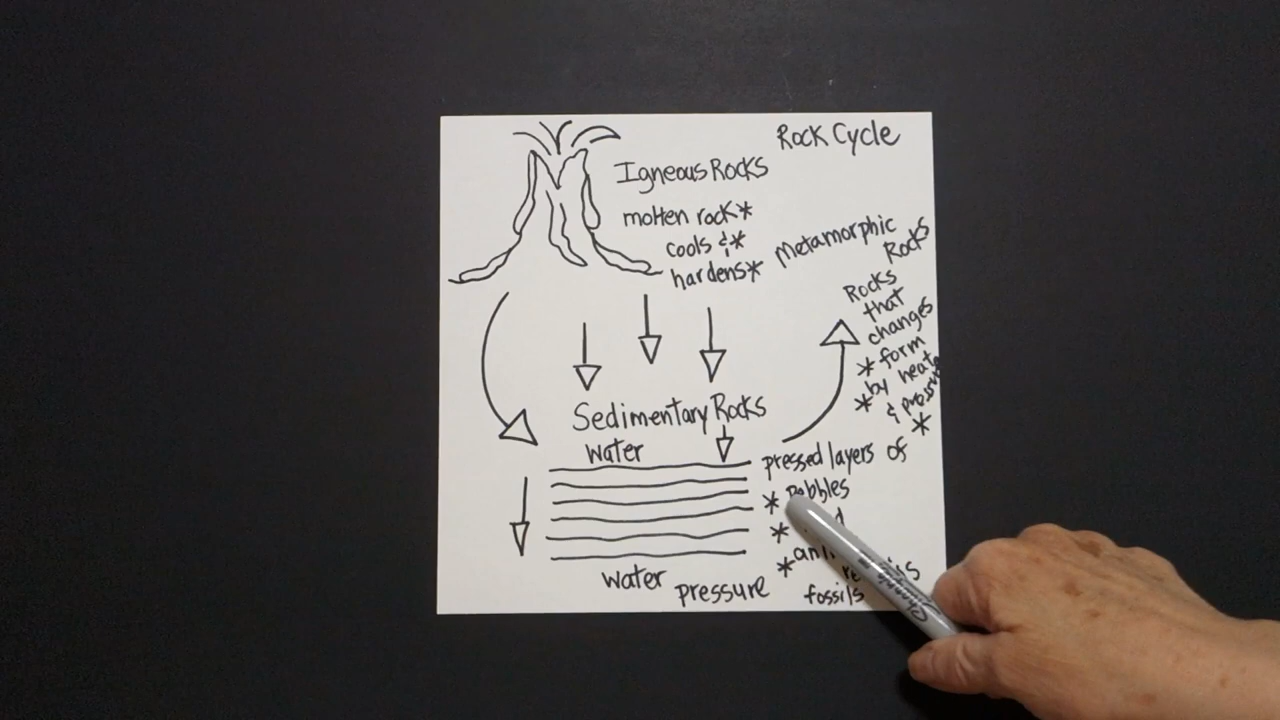 Rock Cycle
Igneous Rocks
molten rock*
cools &*
hardens*
Metamorphic
Rocks
Rocks
that
changes
*form
*by heat
& pressure
*
Sedimentary Rocks
water
pressed layers of
* Pebbles
*
*
fossils
water pressure